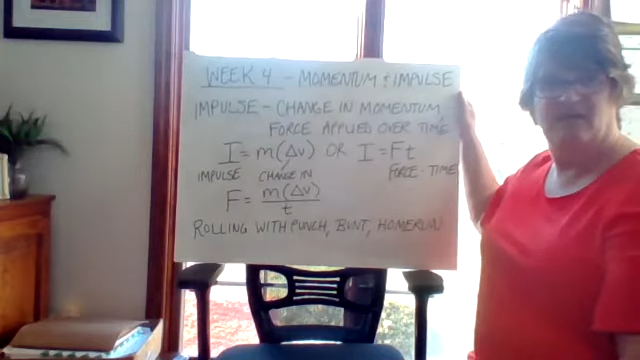 WEEK 4 - MOMENTUM & IMPULSE
IMPULSE - CHANGE IN MOMENTUM,
FORCE APPLIED OVER TIME
I = m(Δv) OR I = Ft
IMPULSE CHANGE IN FORCE · TIME
F = m(Δv)/t
ROLLING WITH PUNCH, BUNT, HOMERUN